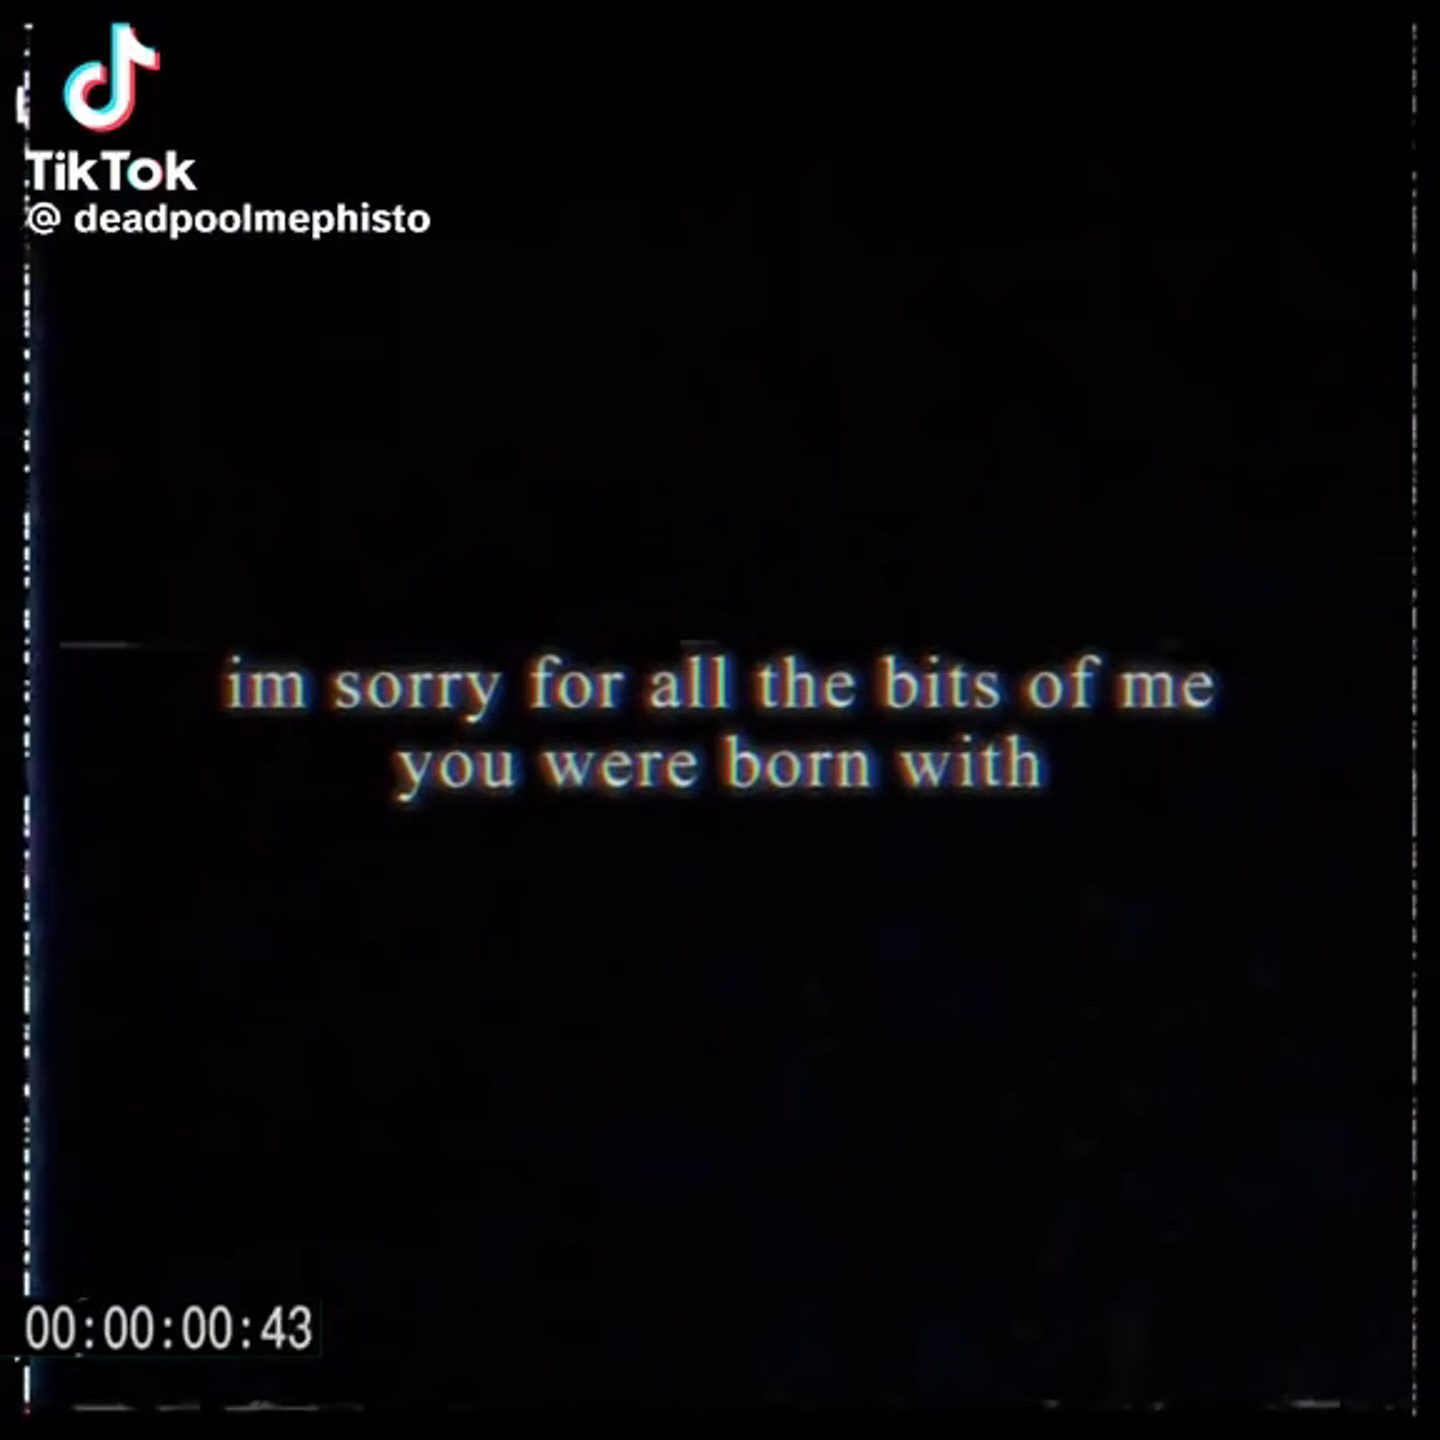 TikTok
@ deadpoolmephisto
im sorry for all the bits of me
you were born with
00:00:00:43